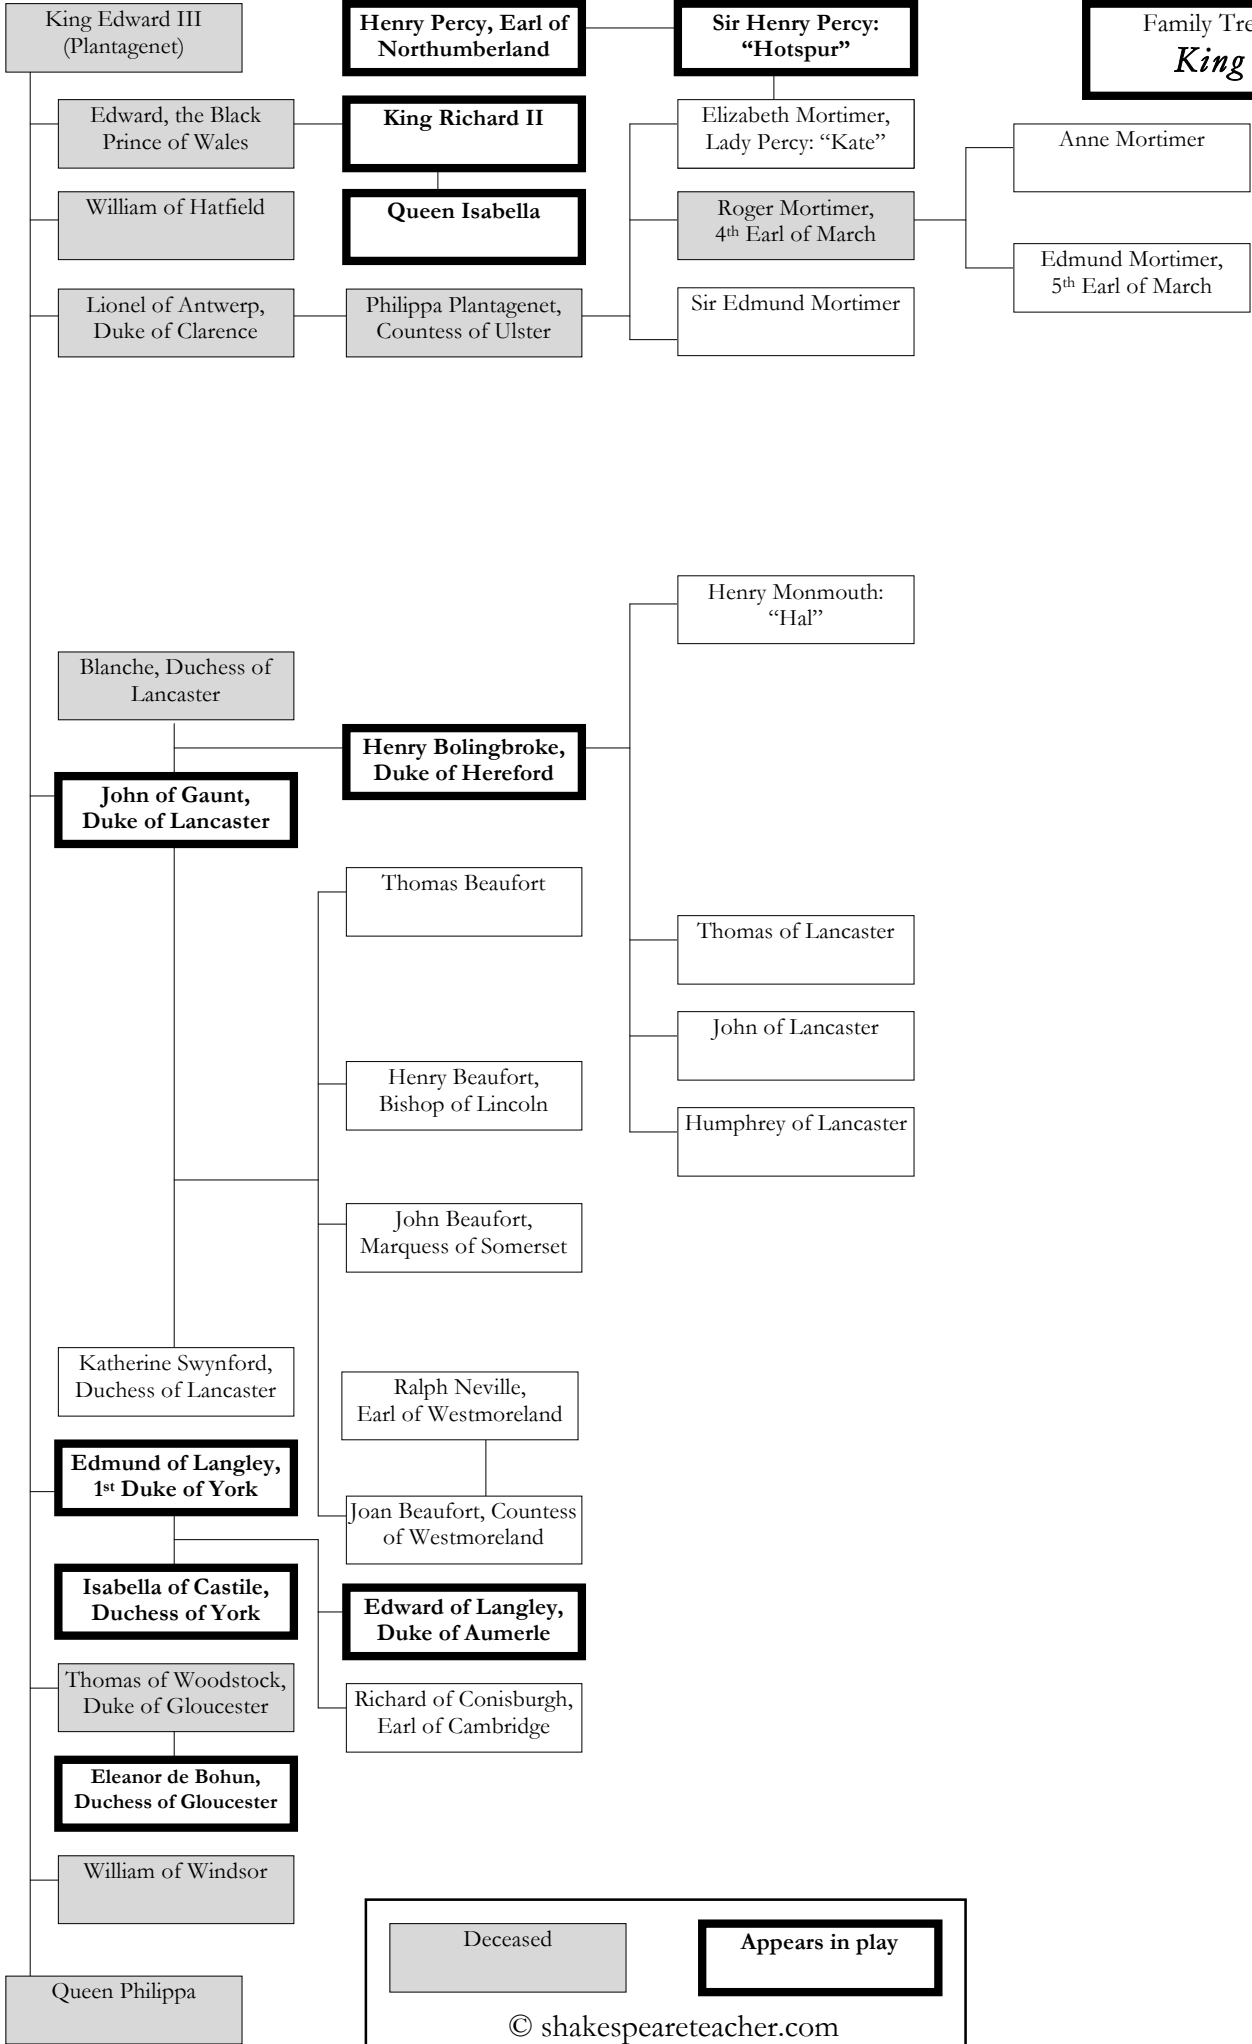 King Edward III
(Plantagenet)
Henry Percy, Earl of
Northumberland
Sir Henry Percy:
“Hotspur”
Family Tre
King
Edward, the Black
Prince of Wales
King Richard II
Elizabeth Mortimer,
Lady Percy: “Kate”
Anne Mortimer
William of Hatfield
Queen Isabella
Roger Mortimer,
4th Earl of March
Edmund Mortimer,
5th Earl of March
Lionel of Antwerp,
Duke of Clarence
Philippa Plantagenet,
Countess of Ulster
Sir Edmund Mortimer
Henry Monmouth:
“Hal”
Blanche, Duchess of
Lancaster
Henry Bolingbroke,
Duke of Hereford
John of Gaunt,
Duke of Lancaster
Thomas Beaufort
Thomas of Lancaster
John of Lancaster
Henry Beaufort,
Bishop of Lincoln
Humphrey of Lancaster
John Beaufort,
Marquess of Somerset
Katherine Swynford,
Duchess of Lancaster
Ralph Neville,
Earl of Westmoreland
Edmund of Langley,
1st Duke of York
Joan Beaufort, Countess
of Westmoreland
Isabella of Castile,
Duchess of York
Edward of Langley,
Duke of Aumerle
Thomas of Woodstock,
Duke of Gloucester
Richard of Conisburgh,
Earl of Cambridge
Eleanor de Bohun,
Duchess of Gloucester
William of Windsor
Deceased
Appears in play
Queen Philippa
© shakespeareteacher.com